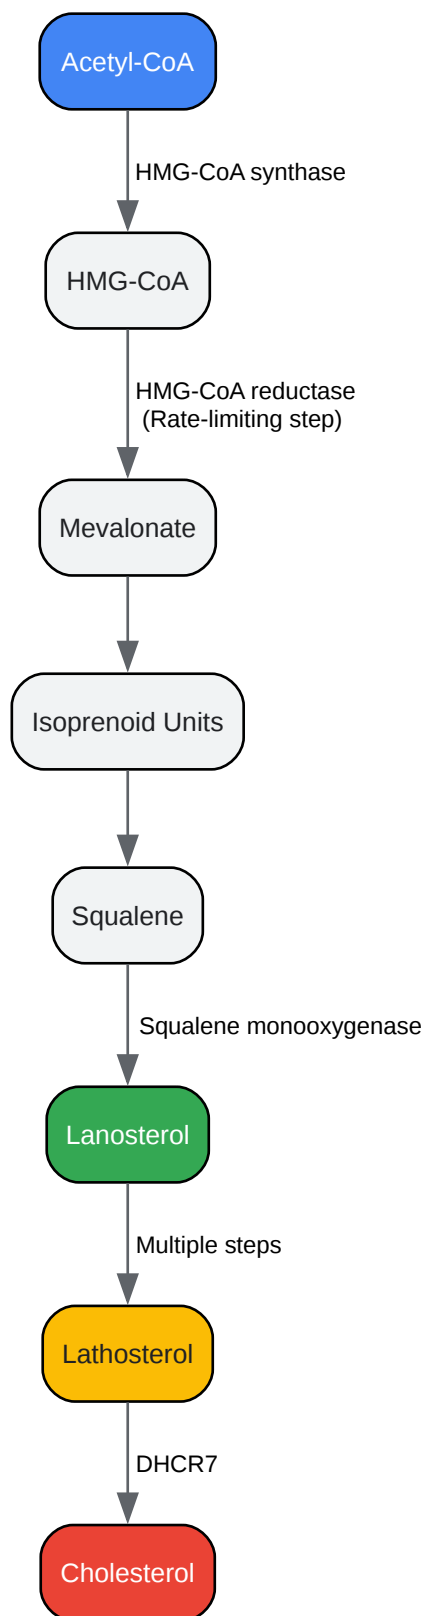 Acetyl-CoA
HMG-CoA synthase
HMG-CoA
HMG-CoA reductase
(Rate-limiting step)
Mevalonate
Isoprenoid Units
Squalene
Squalene monooxygenase
Lanosterol
Multiple steps
Lathosterol
DHCR7
Cholesterol